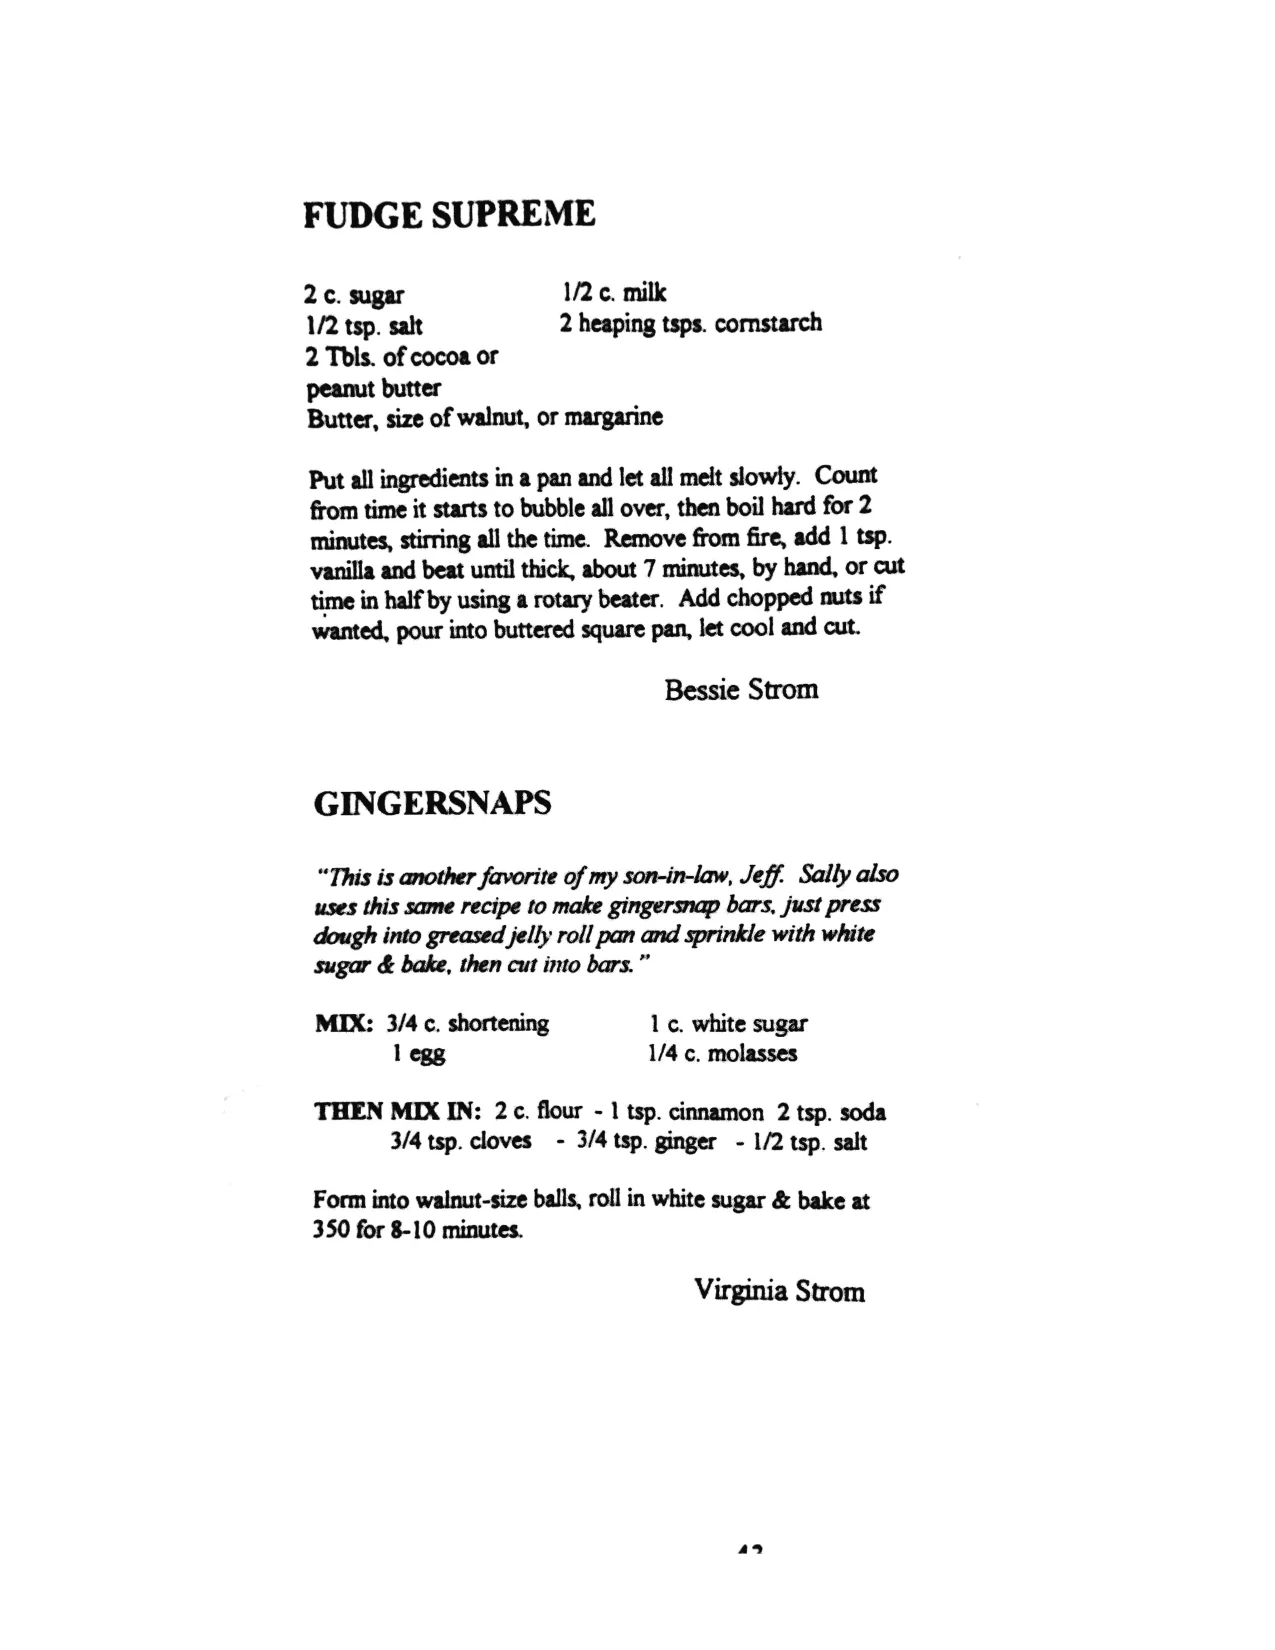 FUDGE SUPREME
2 c. sugar 1/2 c. milk
1/2 tsp. salt 2 heaping tsps. cornstarch
2 Tbls. of cocoa or
peanut butter
Butter, size of walnut, or margarine
Put all ingredients in a pan and let all melt slowly. Count
from time it starts to bubble all over, then boil hard for 2
minutes, stirring all the time. Remove from fire, add 1 tsp.
vanilla and beat until thick, about 7 minutes, by hand, or cut
time in half by using a rotary beater. Add chopped nuts if
wanted, pour into buttered square pan, let cool and cut.
Bessie Strom
GINGERSNAPS
"This is another favorite of my son-in-law, Jeff. Sally also
uses this same recipe to make gingersnap bars, just press
dough into greased jelly roll pan and sprinkle with white
sugar & bake, then cut into bars."
MIX: 3/4 c. shortening 1 c. white sugar
1 egg 1/4 c. molasses
THEN MIX IN: 2 c. flour - 1 tsp. cinnamon 2 tsp. soda
3/4 tsp. cloves - 3/4 tsp. ginger - 1/2 tsp. salt
Form into walnut-size balls, roll in white sugar & bake at
350 for 8-10 minutes.
Virginia Strom